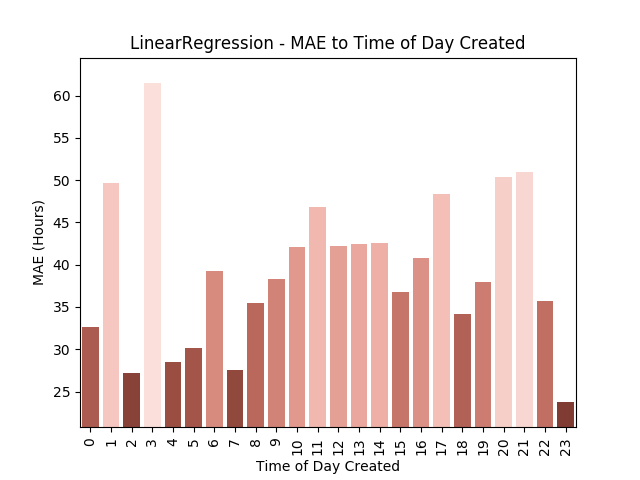 LinearRegression - MAE to Time of Day Created
MAE (Hours)
60
55
50
45
40
35
30
25
0 1 2 3 4 5 6 7 8 9 10 11 12 13 14 15 16 17 18 19 20 21 22 23
Time of Day Created